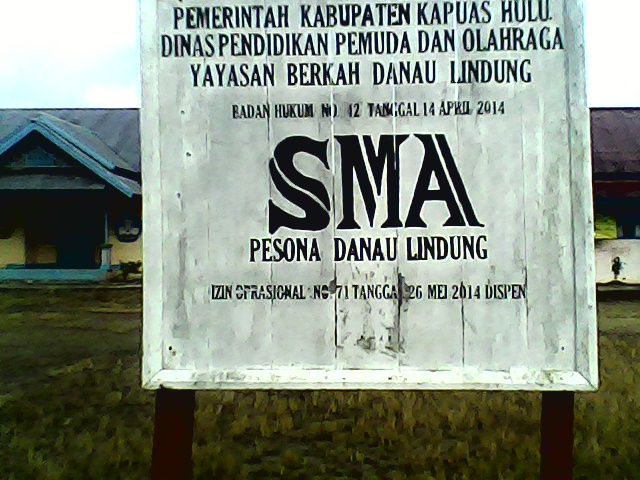 PEMERINTAH KABUPATEN KAPUAS HULU.
DINAS PENDIDIKAN PEMUDA DAN OLAHRAGA
YAYASAN BERKAH DANAU LINDUNG
BADAN HUKUM NO. 42 TANGGAL 14 APRIL 2014
SMA
PESONA DANAU LINDUNG
IZIN OPRASIONAL NO. 71 TANGGAL 26 MEI 2014 DISPEN